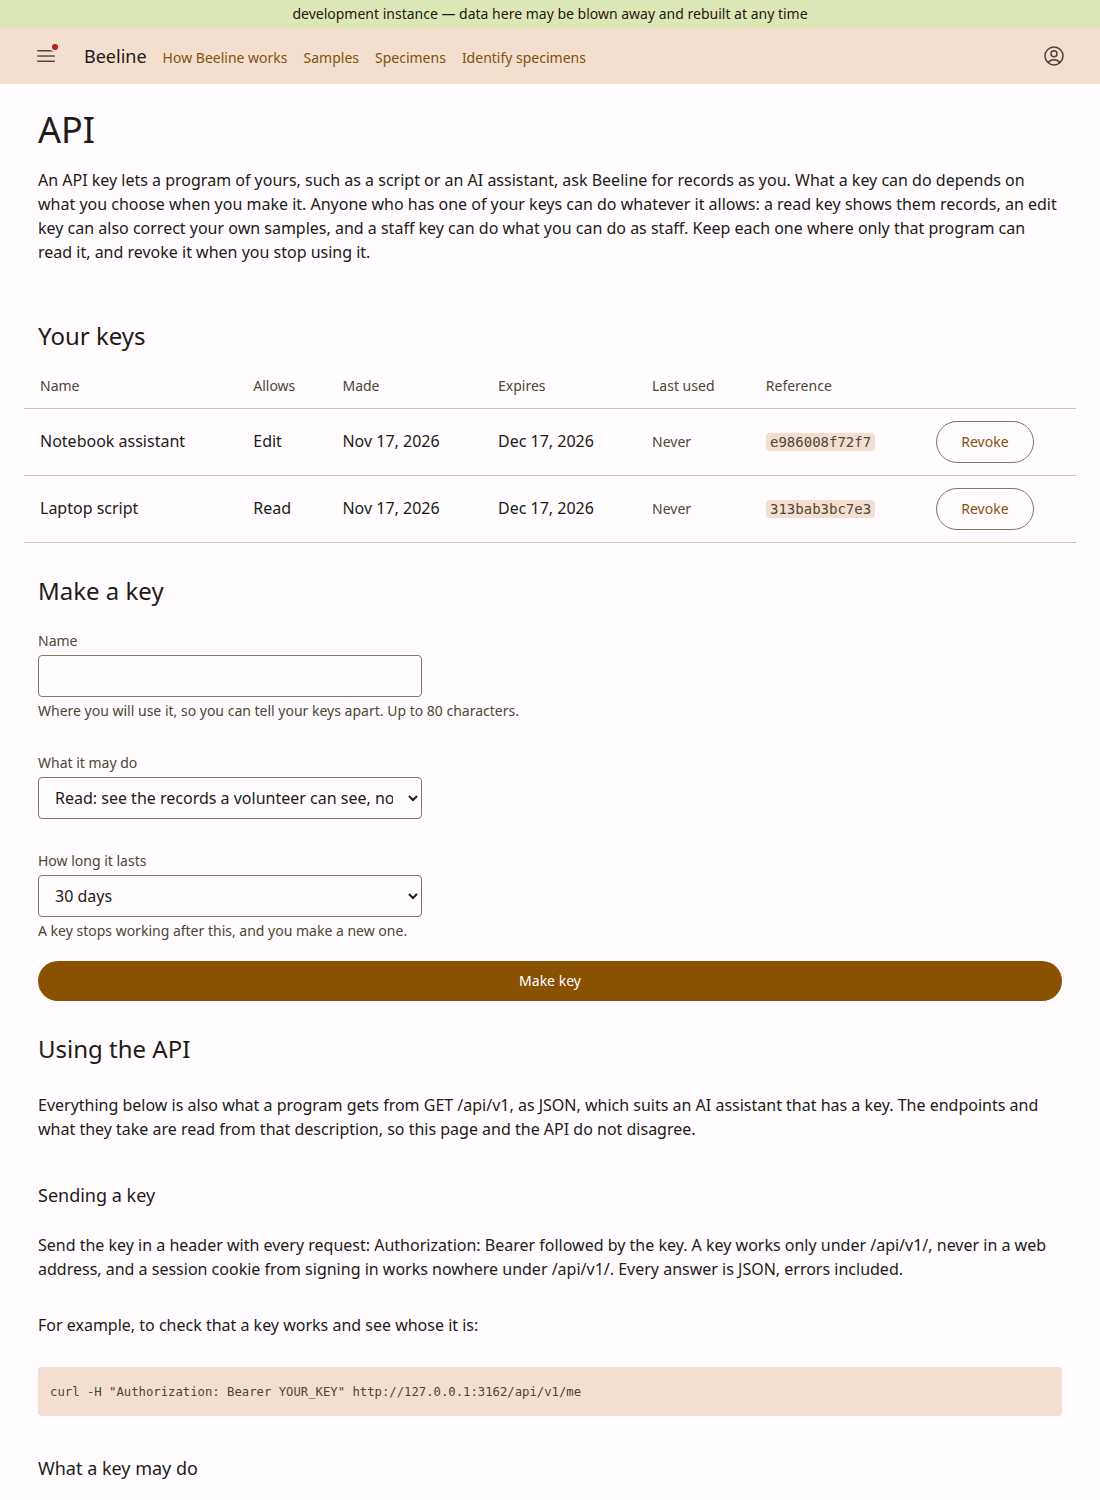 development instance — data here may be blown away and rebuilt at any time
Beeline How Beeline works Samples Specimens Identify specimens
API
An API key lets a program of yours, such as a script or an AI assistant, ask Beeline for records as you. What a key can do depends on
what you choose when you make it. Anyone who has one of your keys can do whatever it allows: a read key shows them records, an edit
key can also correct your own samples, and a staff key can do what you can do as staff. Keep each one where only that program can
read it, and revoke it when you stop using it.
Your keys
Name Allows Made Expires Last used Reference
Notebook assistant Edit Nov 17, 2026 Dec 17, 2026 Never e986008f72f7 Revoke
Laptop script Read Nov 17, 2026 Dec 17, 2026 Never 313bab3bc7e3 Revoke
Make a key
Name
Where you will use it, so you can tell your keys apart. Up to 80 characters.
What it may do
Read: see the records a volunteer can see, no
How long it lasts
30 days
A key stops working after this, and you make a new one.
Make key
Using the API
Everything below is also what a program gets from GET /api/v1, as JSON, which suits an AI assistant that has a key. The endpoints and
what they take are read from that description, so this page and the API do not disagree.
Sending a key
Send the key in a header with every request: Authorization: Bearer followed by the key. A key works only under /api/v1/, never in a web
address, and a session cookie from signing in works nowhere under /api/v1/. Every answer is JSON, errors included.
For example, to check that a key works and see whose it is:
curl -H "Authorization: Bearer YOUR_KEY" http://127.0.0.1:3162/api/v1/me
What a key may do